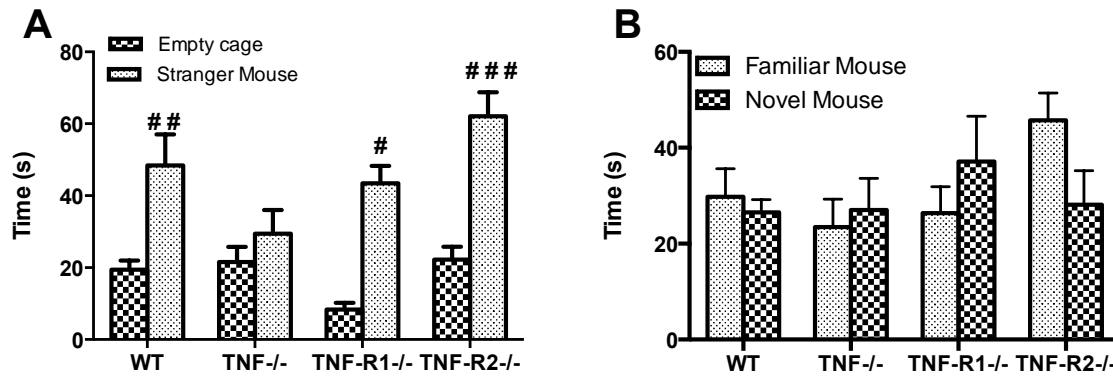 A
Empty cage
Stranger Mouse
Time (s)
80
60
40
20
0
##
#
###
WT
TNF-/-
TNF-R1-/-
TNF-R2-/-
B
Familiar Mouse
Novel Mouse
Time (s)
60
40
20
0
WT
TNF-/-
TNF-R1-/-
TNF-R2-/-